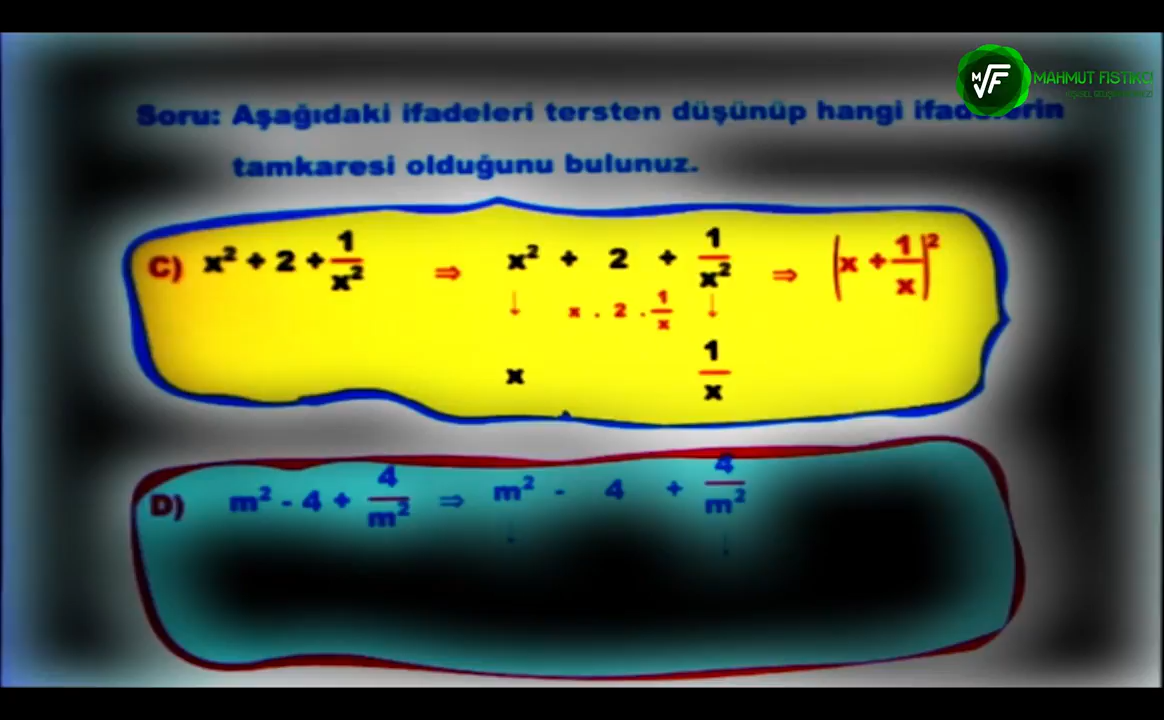 MAHMUT FISTIKÇI
Soru: Aşağıdaki ifadeleri tersten düşünüp hangi ifadelerin
tamkaresi olduğunu bulunuz.
C) x² + 2 + 1/x² ⇒ x² + 2 + 1/x² ⇒ (x + 1/x)²
↓ x . 2 . 1/x ↓
x 1/x
D) m² - 4 + 4/m² ⇒ m² - 4 + 4/m²
↓ ↓